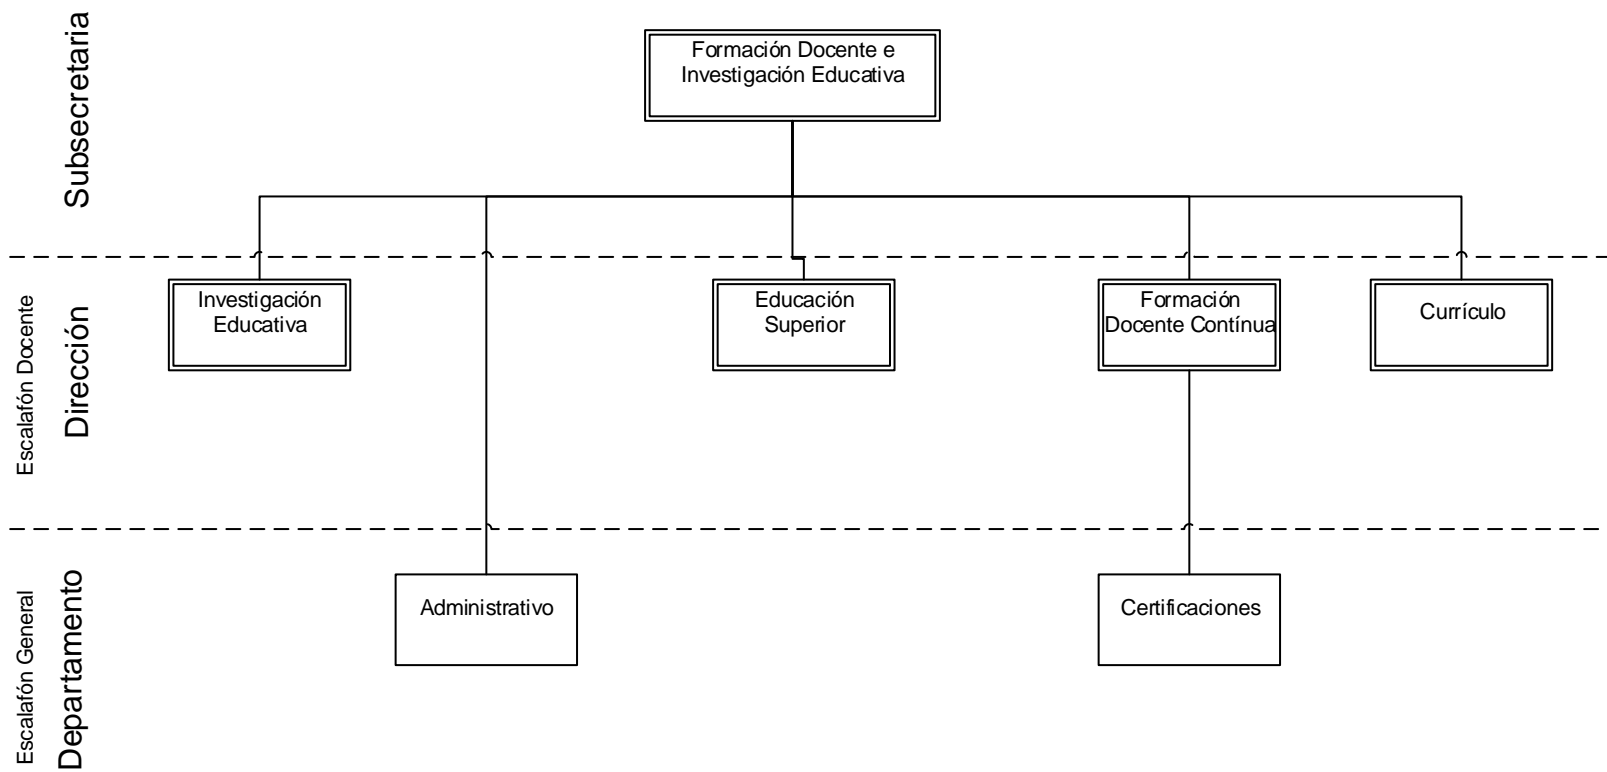 Subsecretaria
Formación Docente e
Investigación Educativa
Escalafón Docente
Dirección
Investigación
Educativa
Educación
Superior
Formación
Docente Contínua
Currículo
Escalafón General
Departamento
Administrativo
Certificaciones